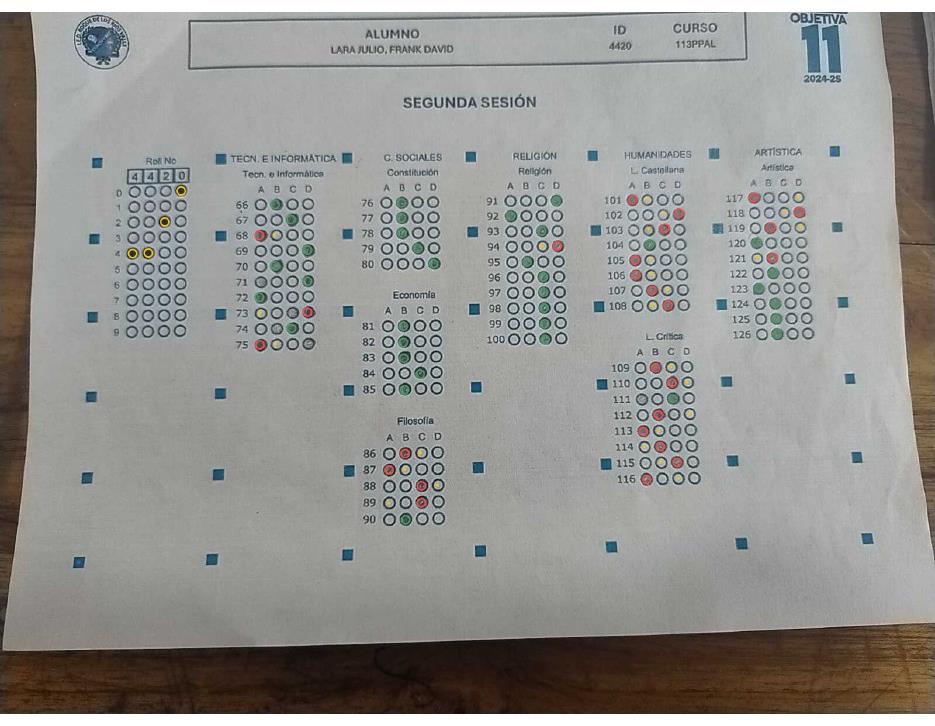 I.E.D. ROQUE DE LOS RÍOS VALLE
ALUMNO
LARA JULIO, FRANK DAVID
ID
4420
CURSO
113PPAL
OBJETIVA
11
2024-2S
SEGUNDA SESIÓN
Roll No
4 4 2 0
0
1
2
3
4
5
6
7
8
9
TECN. E INFORMÁTICA
Tecn. e Informática
A B C D
66
67
68
69
70
71
72
73
74
75
C. SOCIALES
Constitución
A B C D
76
77
78
79
80
Economía
A B C D
81
82
83
84
85
Filosofía
A B C D
86
87
88
89
90
RELIGIÓN
Religión
A B C D
91
92
93
94
95
96
97
98
99
100
HUMANIDADES
L. Castellana
A B C D
101
102
103
104
105
106
107
108
L. Crítica
A B C D
109
110
111
112
113
114
115
116
ARTÍSTICA
Artística
A B C D
117
118
119
120
121
122
123
124
125
126